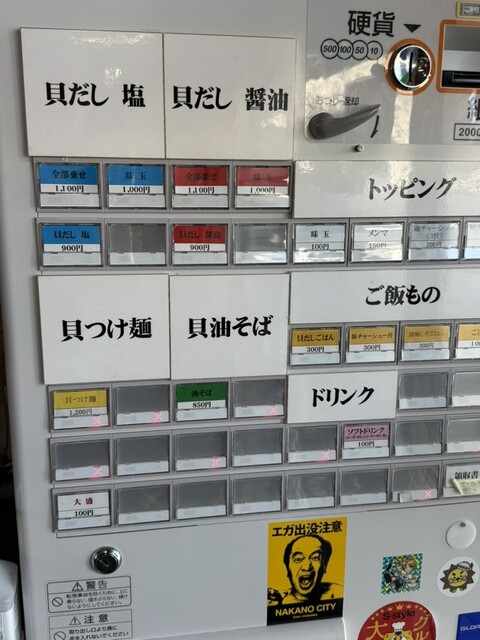 硬貨
500 100 50 10
おつり・返却
貝だし 塩
貝だし 醤油
全部乗せ
1,100円
味玉
1,000円
全部乗せ
1,100円
味玉
1,000円
トッピング
貝だし 塩
900円
貝だし 醤油
900円
味玉
100円
メンマ
150円
200円
貝つけ麺
貝油そば
ご飯もの
貝だしごはん
300円
300円
300円
貝つけ麺
1,200円
油そば
850円
ドリンク
ソフトドリンク
100円
大盛
100円
領収書
警告
注意
エガ出没注意
NAKANO CITY
S-style